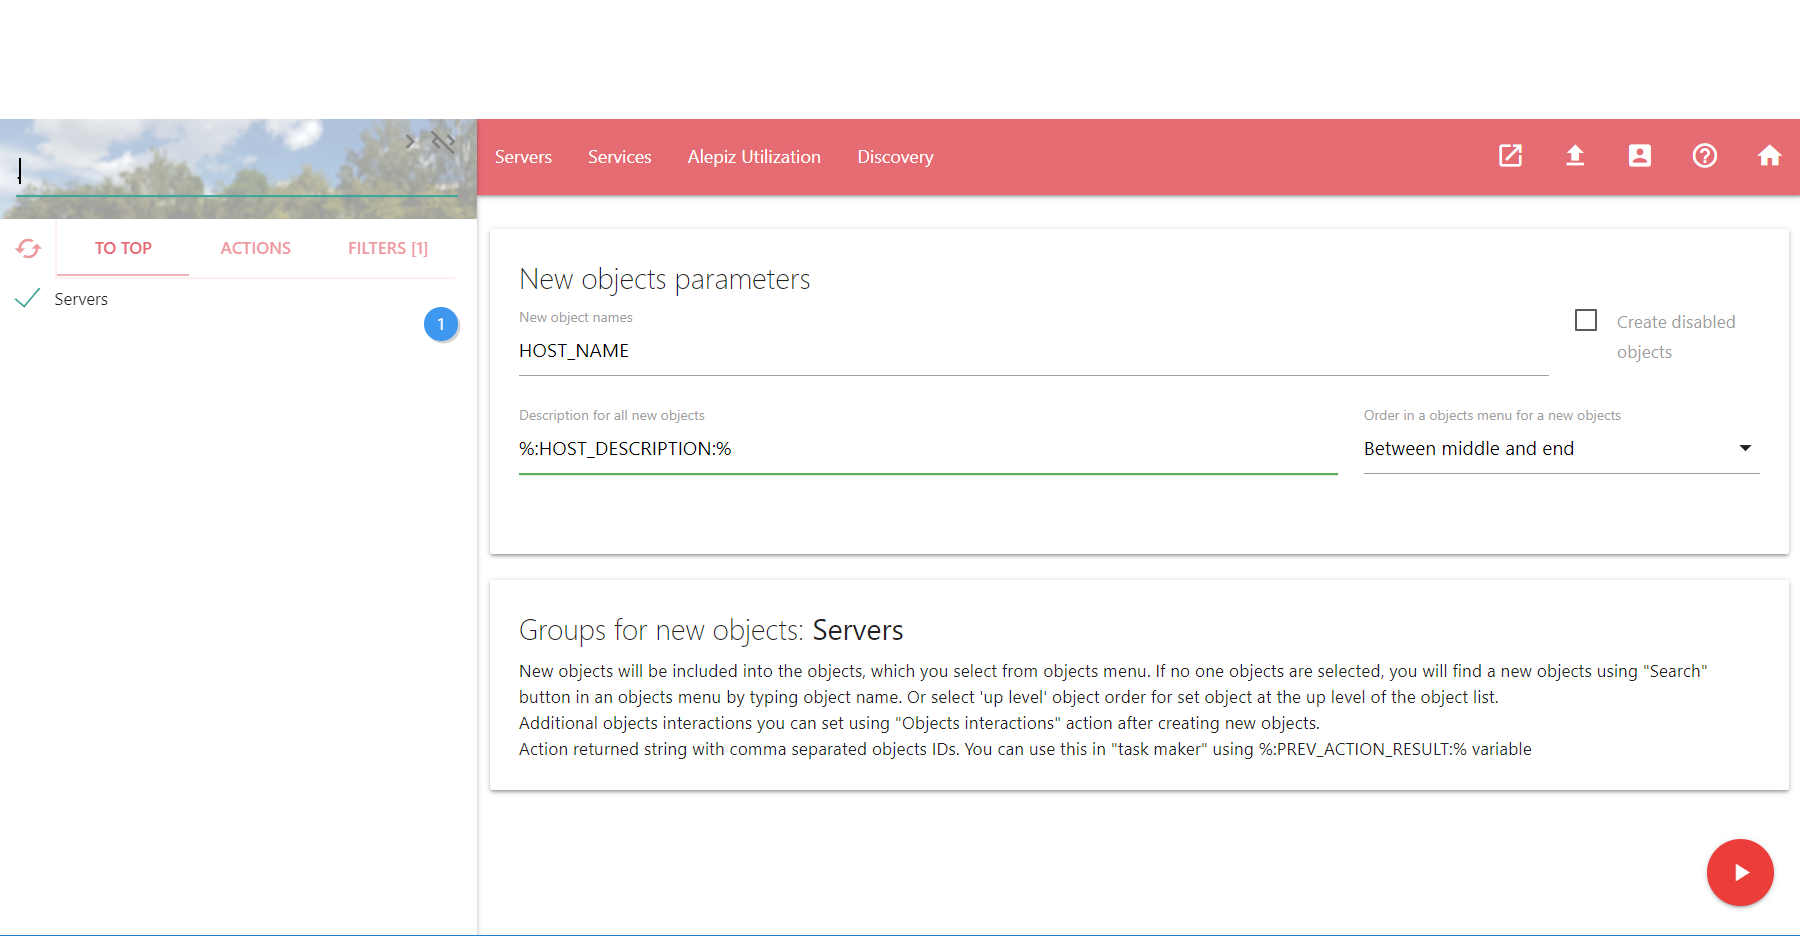 Servers Services Alepiz Utilization Discovery
TO TOP ACTIONS FILTERS [1]
Servers
1
New objects parameters
New object names
HOST_NAME
Create disabled
objects
Description for all new objects
%:HOST_DESCRIPTION:%
Order in a objects menu for a new objects
Between middle and end
Groups for new objects: Servers
New objects will be included into the objects, which you select from objects menu. If no one objects are selected, you will find a new objects using "Search"
button in an objects menu by typing object name. Or select 'up level' object order for set object at the up level of the object list.
Additional objects interactions you can set using "Objects interactions" action after creating new objects.
Action returned string with comma separated objects IDs. You can use this in "task maker" using %:PREV_ACTION_RESULT:% variable